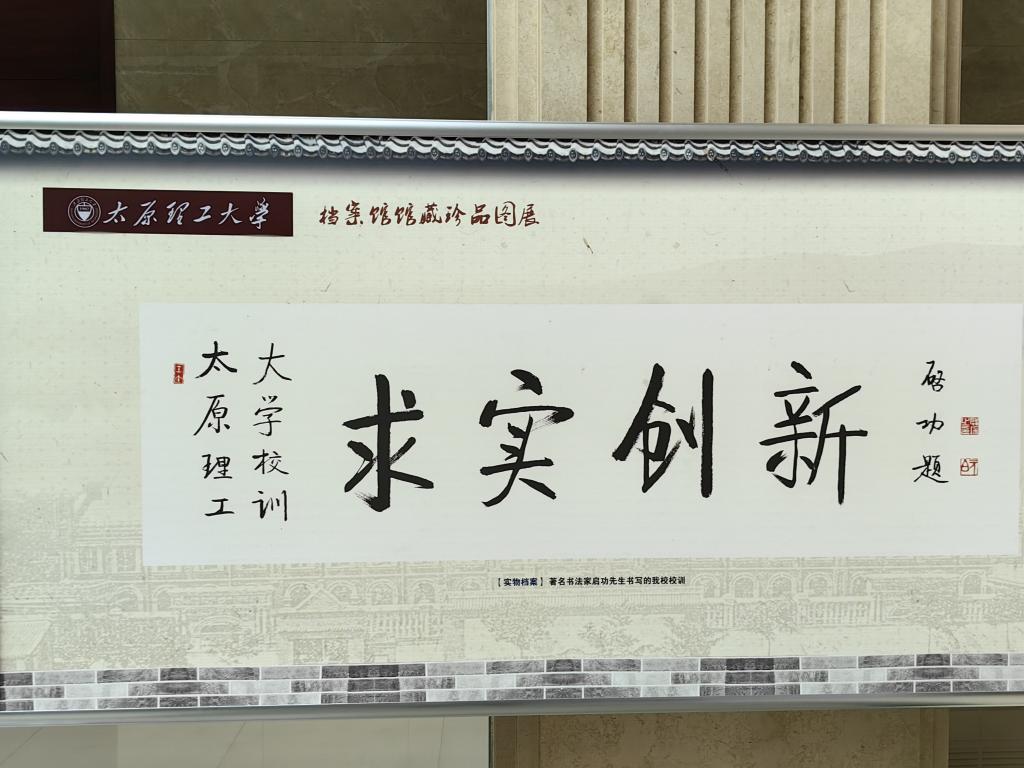 太原理工大学
档案馆馆藏珍品图展
太原理工
大学校训
求实创新
启功题
【实物档案】著名书法家启功先生书写的我校校训